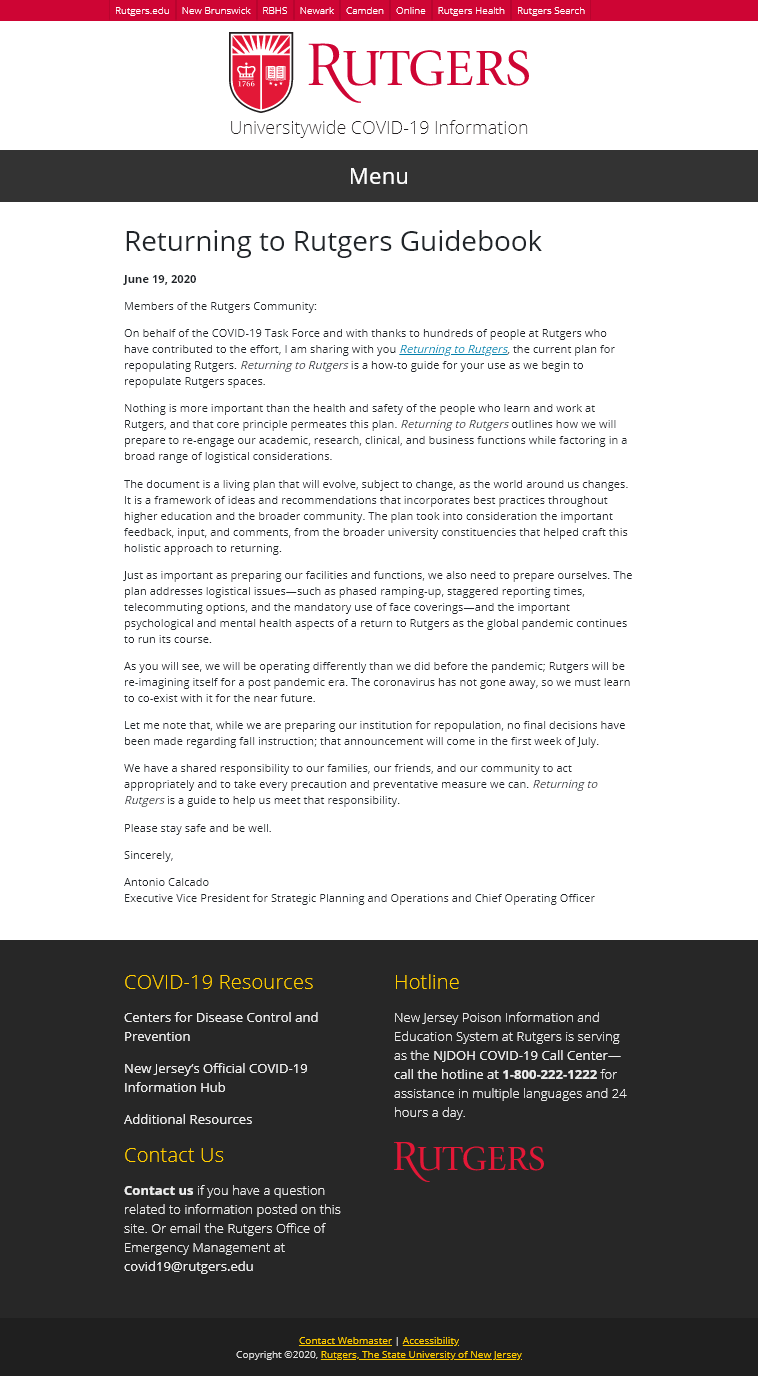 Rutgers.edu New Brunswick RBHS Newark Camden Online Rutgers Health Rutgers Search
1766
RUTGERS
Universitywide COVID-19 Information
Menu
Returning to Rutgers Guidebook
June 19, 2020
Members of the Rutgers Community:
On behalf of the COVID-19 Task Force and with thanks to hundreds of people at Rutgers who
have contributed to the effort, I am sharing with you Returning to Rutgers, the current plan for
repopulating Rutgers. Returning to Rutgers is a how-to guide for your use as we begin to
repopulate Rutgers spaces.
Nothing is more important than the health and safety of the people who learn and work at
Rutgers, and that core principle permeates this plan. Returning to Rutgers outlines how we will
prepare to re-engage our academic, research, clinical, and business functions while factoring in a
broad range of logistical considerations.
The document is a living plan that will evolve, subject to change, as the world around us changes.
It is a framework of ideas and recommendations that incorporates best practices throughout
higher education and the broader community. The plan took into consideration the important
feedback, input, and comments, from the broader university constituencies that helped craft this
holistic approach to returning.
Just as important as preparing our facilities and functions, we also need to prepare ourselves. The
plan addresses logistical issues—such as phased ramping-up, staggered reporting times,
telecommuting options, and the mandatory use of face coverings—and the important
psychological and mental health aspects of a return to Rutgers as the global pandemic continues
to run its course.
As you will see, we will be operating differently than we did before the pandemic; Rutgers will be
re-imagining itself for a post pandemic era. The coronavirus has not gone away, so we must learn
to co-exist with it for the near future.
Let me note that, while we are preparing our institution for repopulation, no final decisions have
been made regarding fall instruction; that announcement will come in the first week of July.
We have a shared responsibility to our families, our friends, and our community to act
appropriately and to take every precaution and preventative measure we can. Returning to
Rutgers is a guide to help us meet that responsibility.
Please stay safe and be well.
Sincerely,
Antonio Calcado
Executive Vice President for Strategic Planning and Operations and Chief Operating Officer
COVID-19 Resources
Centers for Disease Control and
Prevention
New Jersey’s Official COVID-19
Information Hub
Additional Resources
Contact Us
Contact us if you have a question
related to information posted on this
site. Or email the Rutgers Office of
Emergency Management at
covid19@rutgers.edu
Hotline
New Jersey Poison Information and
Education System at Rutgers is serving
as the NJDOH COVID-19 Call Center—
call the hotline at 1-800-222-1222 for
assistance in multiple languages and 24
hours a day.
RUTGERS
Contact Webmaster | Accessibility
Copyright ©2020, Rutgers, The State University of New Jersey